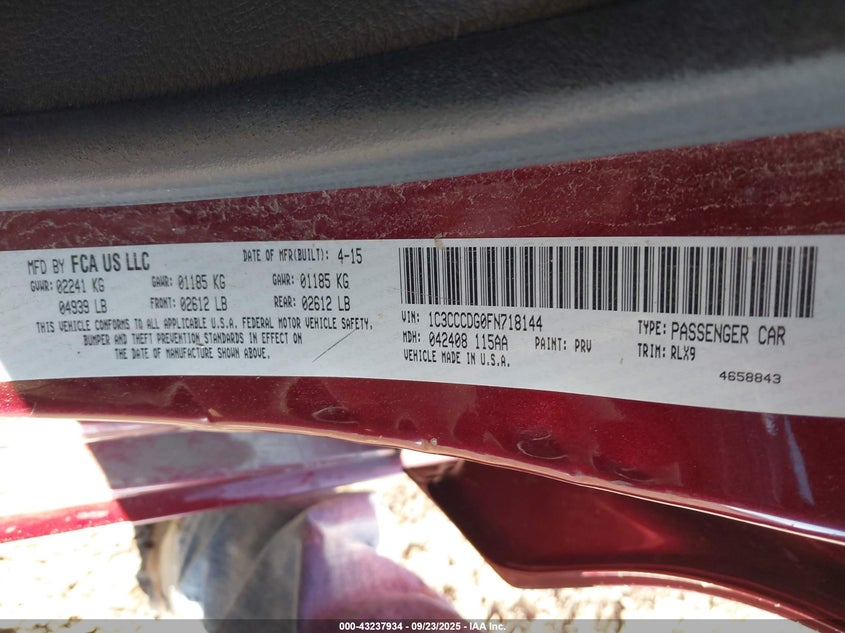 MFD BY FCA US LLC
DATE OF MFR(BUILT): 4-15
GVWR: 02241 KG
GAWR: 01185 KG
GAWR: 01185 KG
04939 LB
FRONT: 02612 LB
REAR: 02612 LB
THIS VEHICLE CONFORMS TO ALL APPLICABLE U.S.A. FEDERAL MOTOR VEHICLE SAFETY,
BUMPER AND THEFT PREVENTION STANDARDS IN EFFECT ON
THE DATE OF MANUFACTURE SHOWN ABOVE.
VIN: 1C3CCCDG0FN718144
TYPE: PASSENGER CAR
MDH: 042408 115AA
PAINT: PRV
TRIM: RLX9
VEHICLE MADE IN U.S.A.
4658843
000-43237934 - 09/23/2025 - IAA Inc.